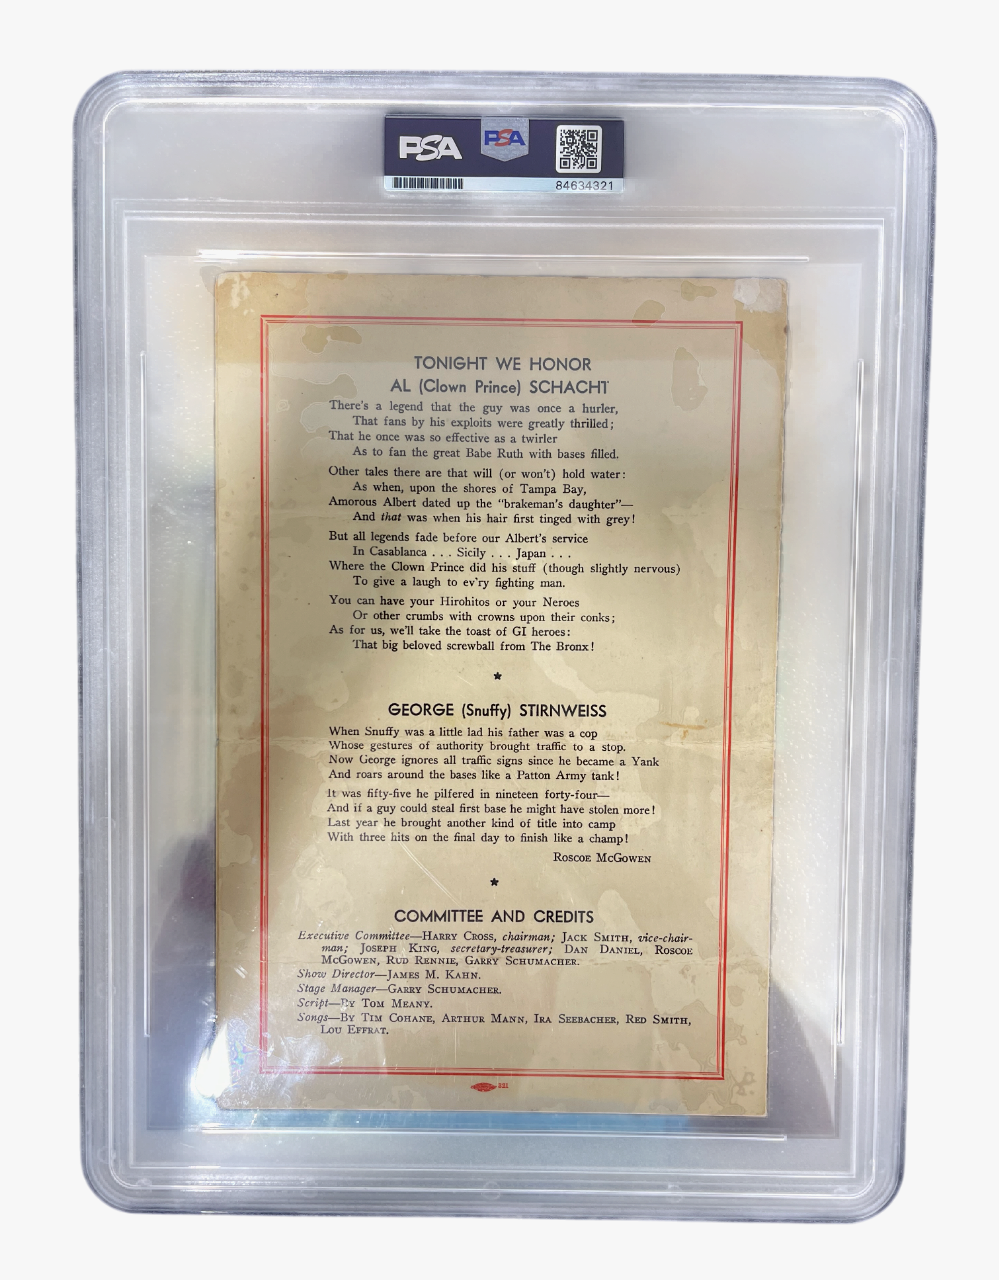 PSA
PSA
84634321
TONIGHT WE HONOR
AL (Clown Prince) SCHACHT
There's a legend that the guy was once a hurler,
That fans by his exploits were greatly thrilled;
That he once was so effective as a twirler
As to fan the great Babe Ruth with bases filled.
Other tales there are that will (or won't) hold water:
As when, upon the shores of Tampa Bay,
Amorous Albert dated up the "brakeman's daughter"—
And that was when his hair first tinged with grey!
But all legends fade before our Albert's service
In Casablanca . . . Sicily . . . Japan . . .
Where the Clown Prince did his stuff (though slightly nervous)
To give a laugh to ev'ry fighting man.
You can have your Hirohitos or your Neroes
Or other crumbs with crowns upon their conks;
As for us, we'll take the toast of GI heroes:
That big beloved screwball from The Bronx!
★
GEORGE (Snuffy) STIRNWEISS
When Snuffy was a little lad his father was a cop
Whose gestures of authority brought traffic to a stop.
Now George ignores all traffic signs since he became a Yank
And roars around the bases like a Patton Army tank!
It was fifty-five he pilfered in nineteen forty-four—
And if a guy could steal first base he might have stolen more!
Last year he brought another kind of title into camp
With three hits on the final day to finish like a champ!
Roscoe McGowen
★
COMMITTEE AND CREDITS
Executive Committee—Harry Cross, chairman; Jack Smith, vice-chair-
man; Joseph King, secretary-treasurer; Dan Daniel, Roscoe
McGowen, Rud Rennie, Garry Schumacher.
Show Director—James M. Kahn.
Stage Manager—Garry Schumacher.
Script—By Tom Meany.
Songs—By Tim Cohane, Arthur Mann, Ira Seebacher, Red Smith,
Lou Effrat.
321